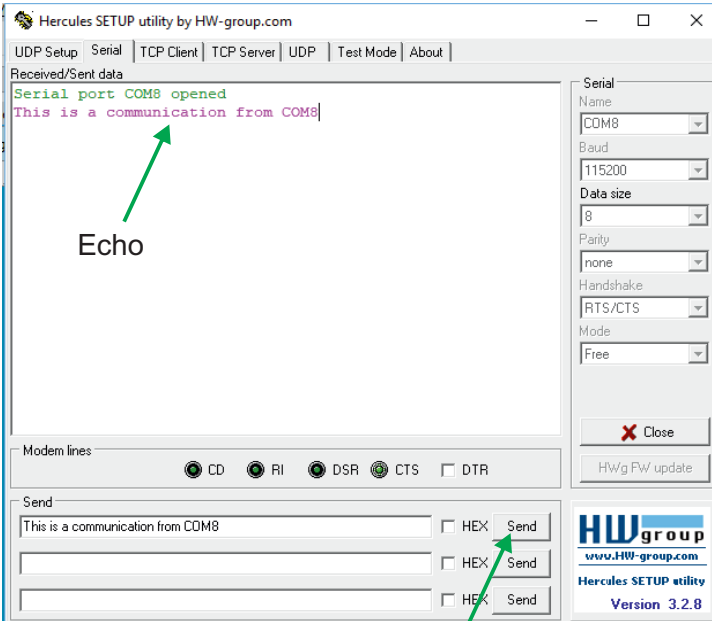 Hercules SETUP utility by HW-group.com
UDP Setup Serial TCP Client TCP Server UDP Test Mode About
Received/Sent data
Serial port COM8 opened
This is a communication from COM8
Echo
Serial
Name
COM8
Baud
115200
Data size
8
Parity
none
Handshake
RTS/CTS
Mode
Free
Close
HWg FW update
Modem lines
CD RI DSR CTS DTR
Send
This is a communication from COM8 HEX Send
HEX Send
HEX Send
HW group
www.HW-group.com
Hercules SETUP utility
Version 3.2.8